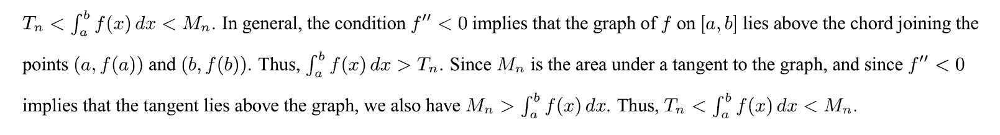 $T_n < \int_a^b f(x)\,dx < M_n$. In general, the condition $f'' < 0$ implies that the graph of $f$ on $[a, b]$ lies above the chord joining the
points $(a, f(a))$ and $(b, f(b))$. Thus, $\int_a^b f(x)\,dx > T_n$. Since $M_n$ is the area under a tangent to the graph, and since $f'' < 0$
implies that the tangent lies above the graph, we also have $M_n > \int_a^b f(x)\,dx$. Thus, $T_n < \int_a^b f(x)\,dx < M_n$.